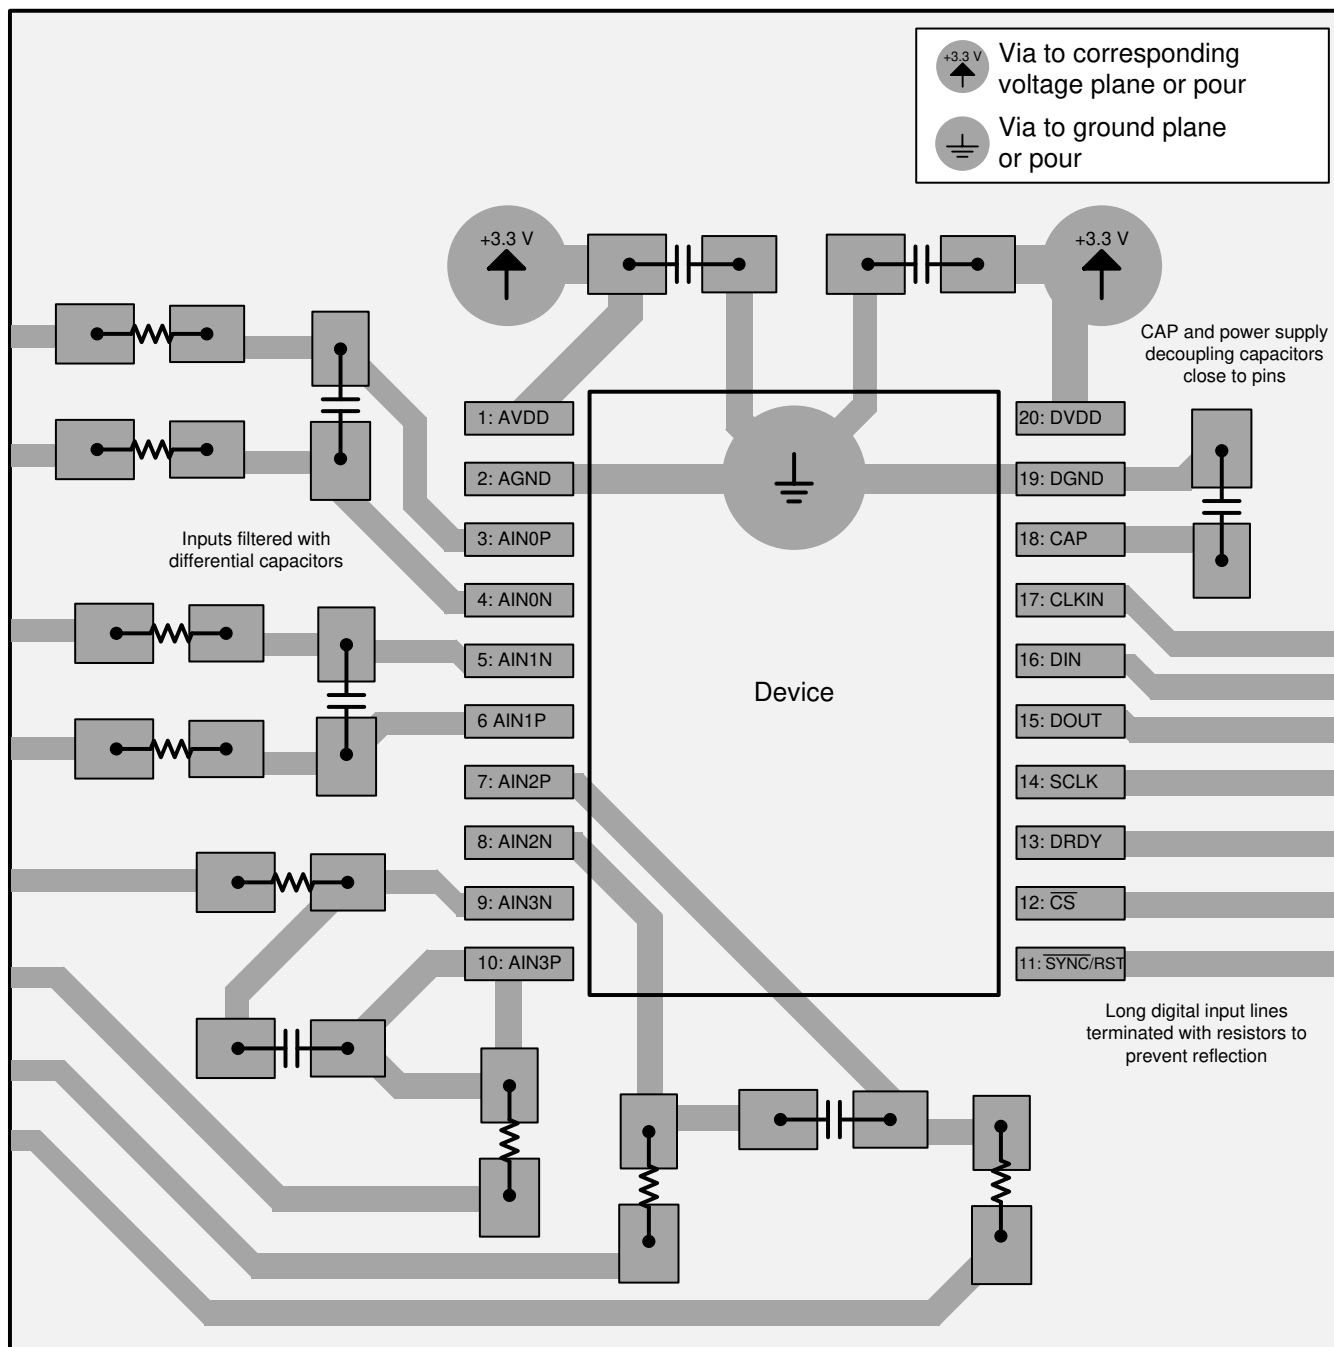 +3.3 V
Via to corresponding
voltage plane or pour
Via to ground plane
or pour
+3.3 V
+3.3 V
CAP and power supply
decoupling capacitors
close to pins
Inputs filtered with
differential capacitors
1: AVDD
2: AGND
3: AIN0P
4: AIN0N
5: AIN1N
6 AIN1P
7: AIN2P
8: AIN2N
9: AIN3N
10: AIN3P
Device
20: DVDD
19: DGND
18: CAP
17: CLKIN
16: DIN
15: DOUT
14: SCLK
13: DRDY
12: C̅S̅
11: S̅Y̅N̅C̅/RST
Long digital input lines
terminated with resistors to
prevent reflection